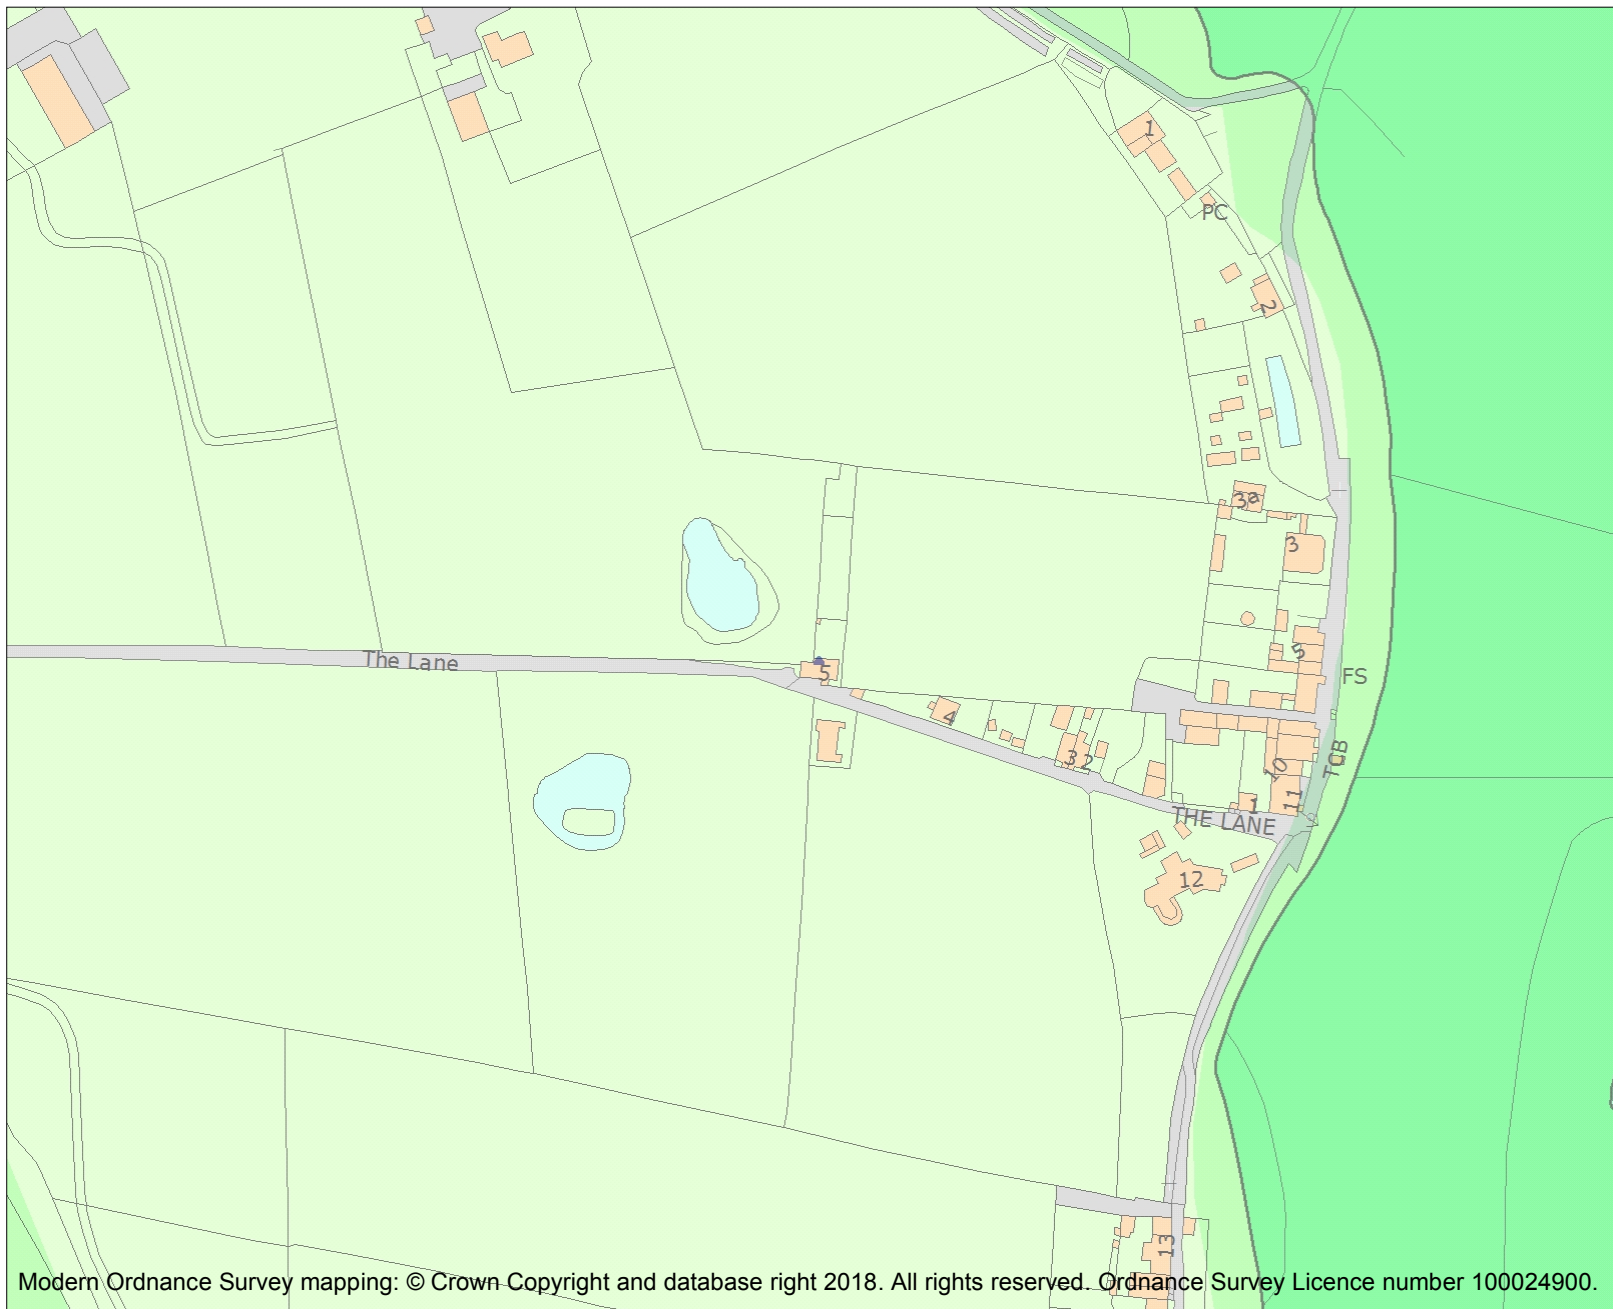 1
PC
2
3a
3
The Lane
5
5
FS
4
3
2
10
TCB
11
1
THE LANE
12
13
Modern Ordnance Survey mapping: © Crown Copyright and database right 2018. All rights reserved. Ordnance Survey Licence number 100024900.